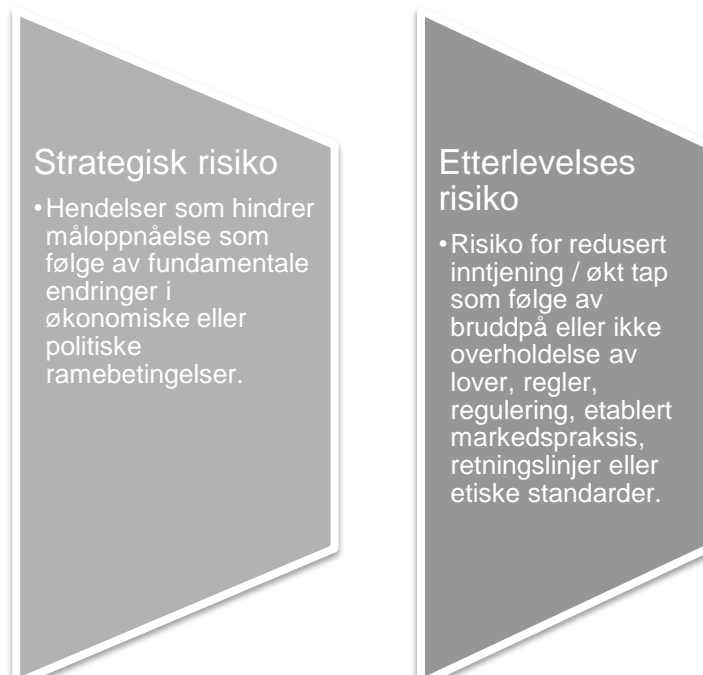 Strategisk risiko
•Hendelser som hindrer
måloppnåelse som
følge av fundamentale
endringer i
økonomiske eller
politiske
ramebetingelser.
Etterlevelses
risiko
•Risiko for redusert
inntjening / økt tap
som følge av
bruddpå eller ikke
overholdelse av
lover, regler,
regulering, etablert
markedspraksis,
retningslinjer eller
etiske standarder.